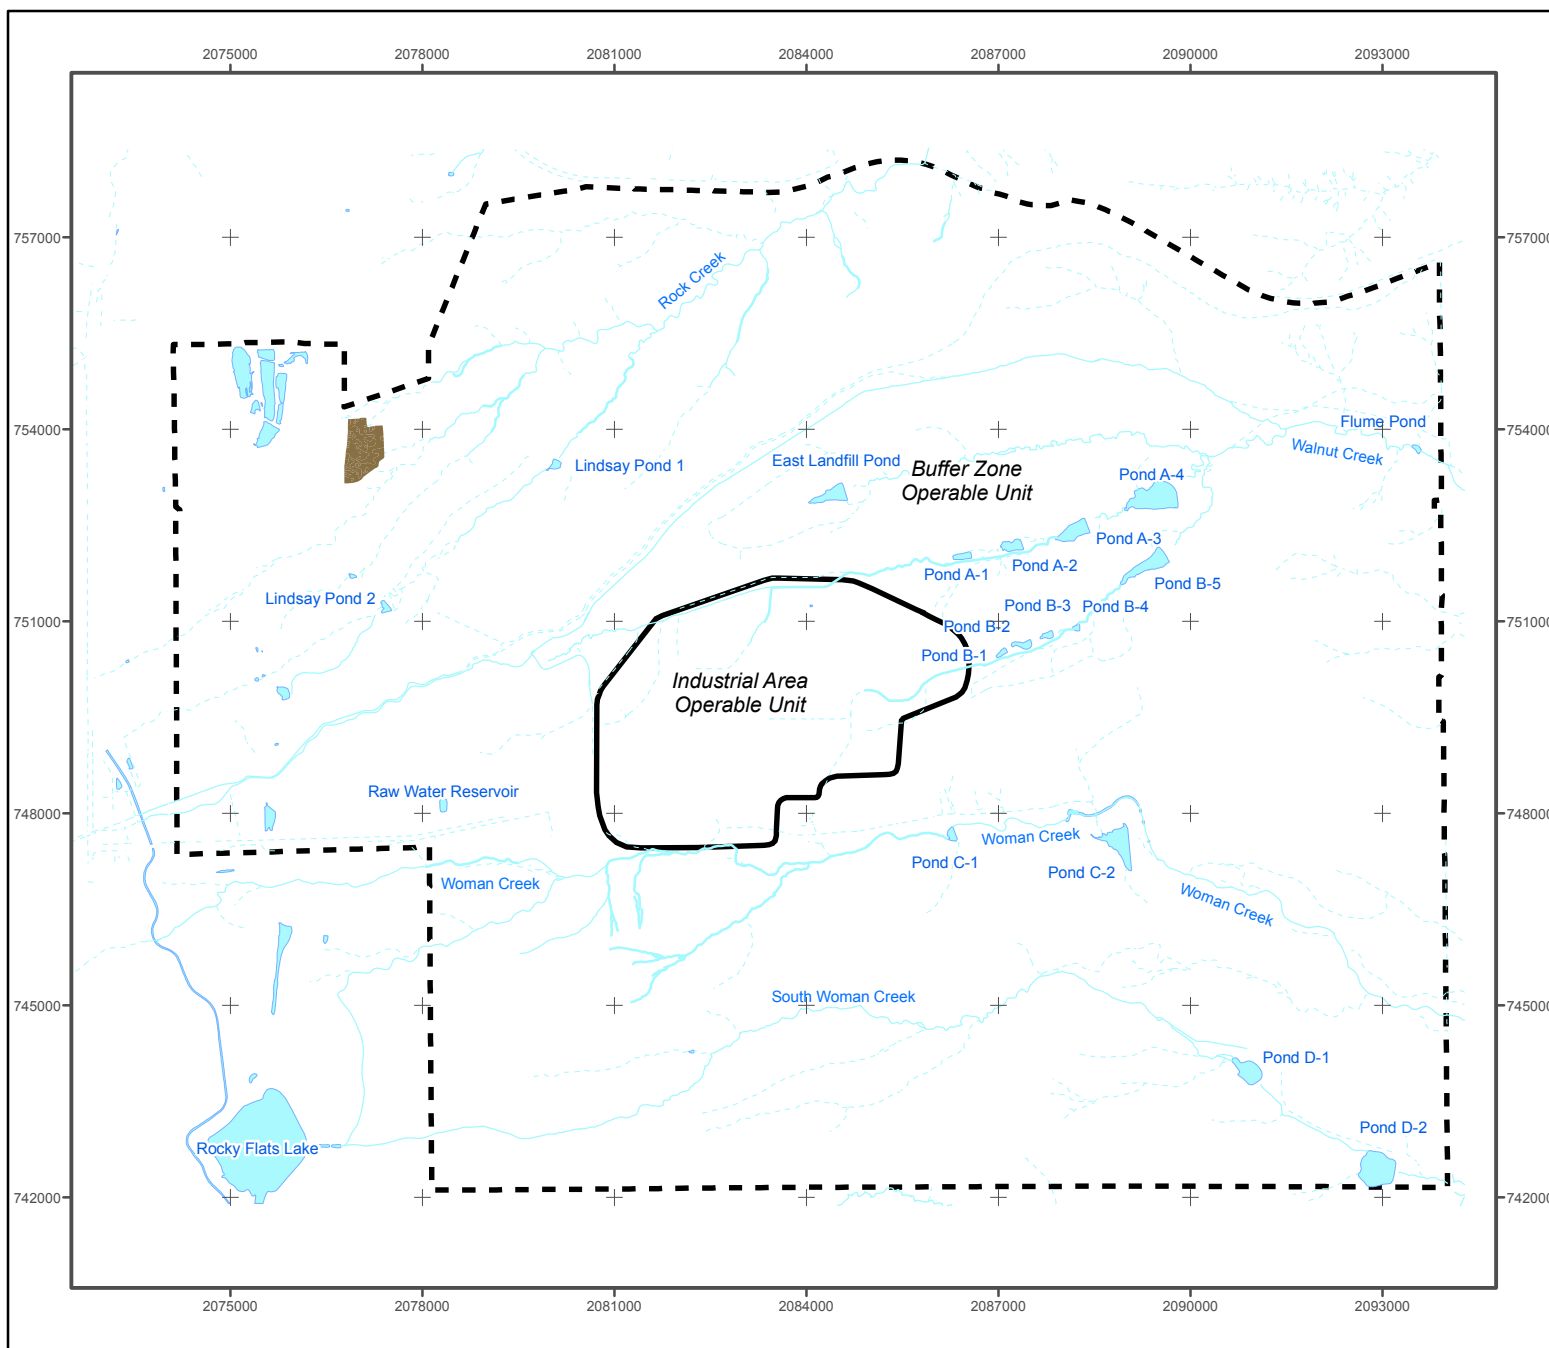 2075000 2078000 2081000 2084000 2087000 2090000 2093000
757000 757000
Rock Creek
754000 754000
Flume Pond
Walnut Creek
Lindsay Pond 1
East Landfill Pond
Buffer Zone
Operable Unit
Pond A-4
Pond A-3
Pond A-2
Pond A-1
Pond B-5
Lindsay Pond 2
Pond B-3
Pond B-4
751000 751000
Pond B-2
Pond B-1
Industrial Area
Operable Unit
Raw Water Reservoir
748000 748000
Woman Creek
Pond C-1
Pond C-2
Woman Creek
Woman Creek
South Woman Creek
745000 745000
Pond D-1
Pond D-2
Rocky Flats Lake
742000 742000
2075000 2078000 2081000 2084000 2087000 2090000 2093000